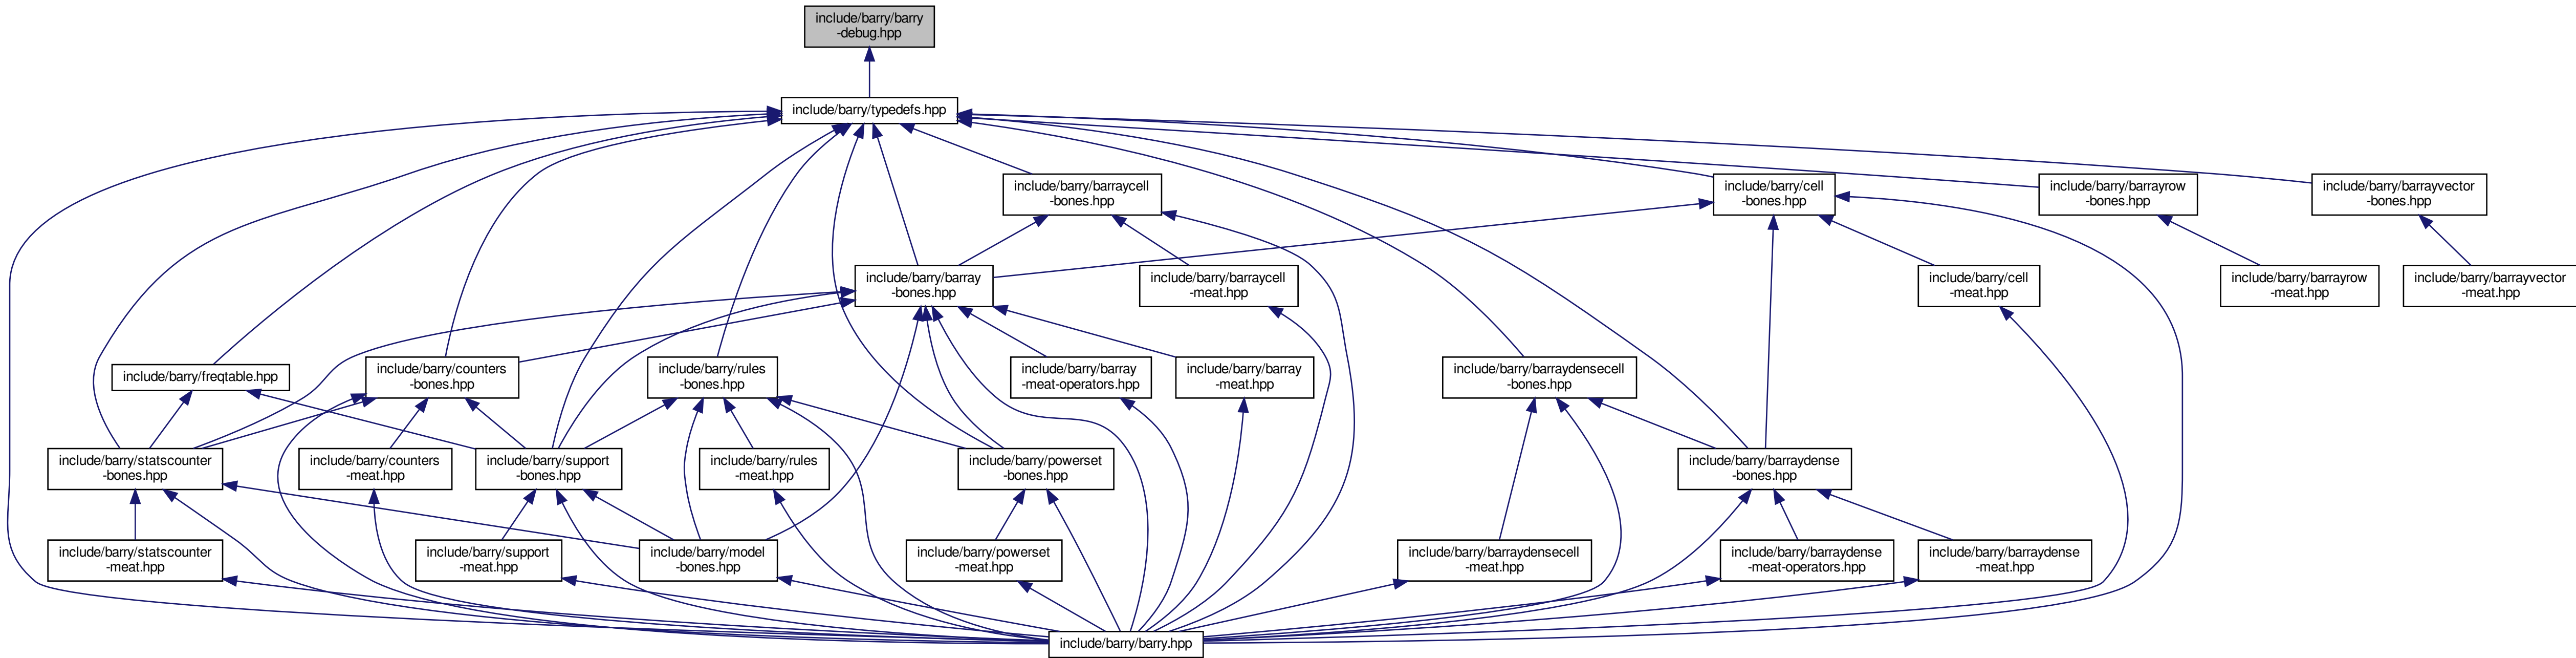 include/barry/barry
-debug.hpp
include/barry/typedefs.hpp
include/barry/barraycell
-bones.hpp
include/barry/cell
-bones.hpp
include/barry/barrayrow
-bones.hpp
include/barry/barrayvector
-bones.hpp
include/barry/barray
-bones.hpp
include/barry/barraycell
-meat.hpp
include/barry/cell
-meat.hpp
include/barry/barrayrow
-meat.hpp
include/barry/barrayvector
-meat.hpp
include/barry/freqtable.hpp
include/barry/counters
-bones.hpp
include/barry/rules
-bones.hpp
include/barry/barray
-meat-operators.hpp
include/barry/barray
-meat.hpp
include/barry/barraydensecell
-bones.hpp
include/barry/statscounter
-bones.hpp
include/barry/counters
-meat.hpp
include/barry/support
-bones.hpp
include/barry/rules
-meat.hpp
include/barry/powerset
-bones.hpp
include/barry/barraydense
-bones.hpp
include/barry/statscounter
-meat.hpp
include/barry/support
-meat.hpp
include/barry/model
-bones.hpp
include/barry/powerset
-meat.hpp
include/barry/barraydensecell
-meat.hpp
include/barry/barraydense
-meat-operators.hpp
include/barry/barraydense
-meat.hpp
include/barry/barry.hpp